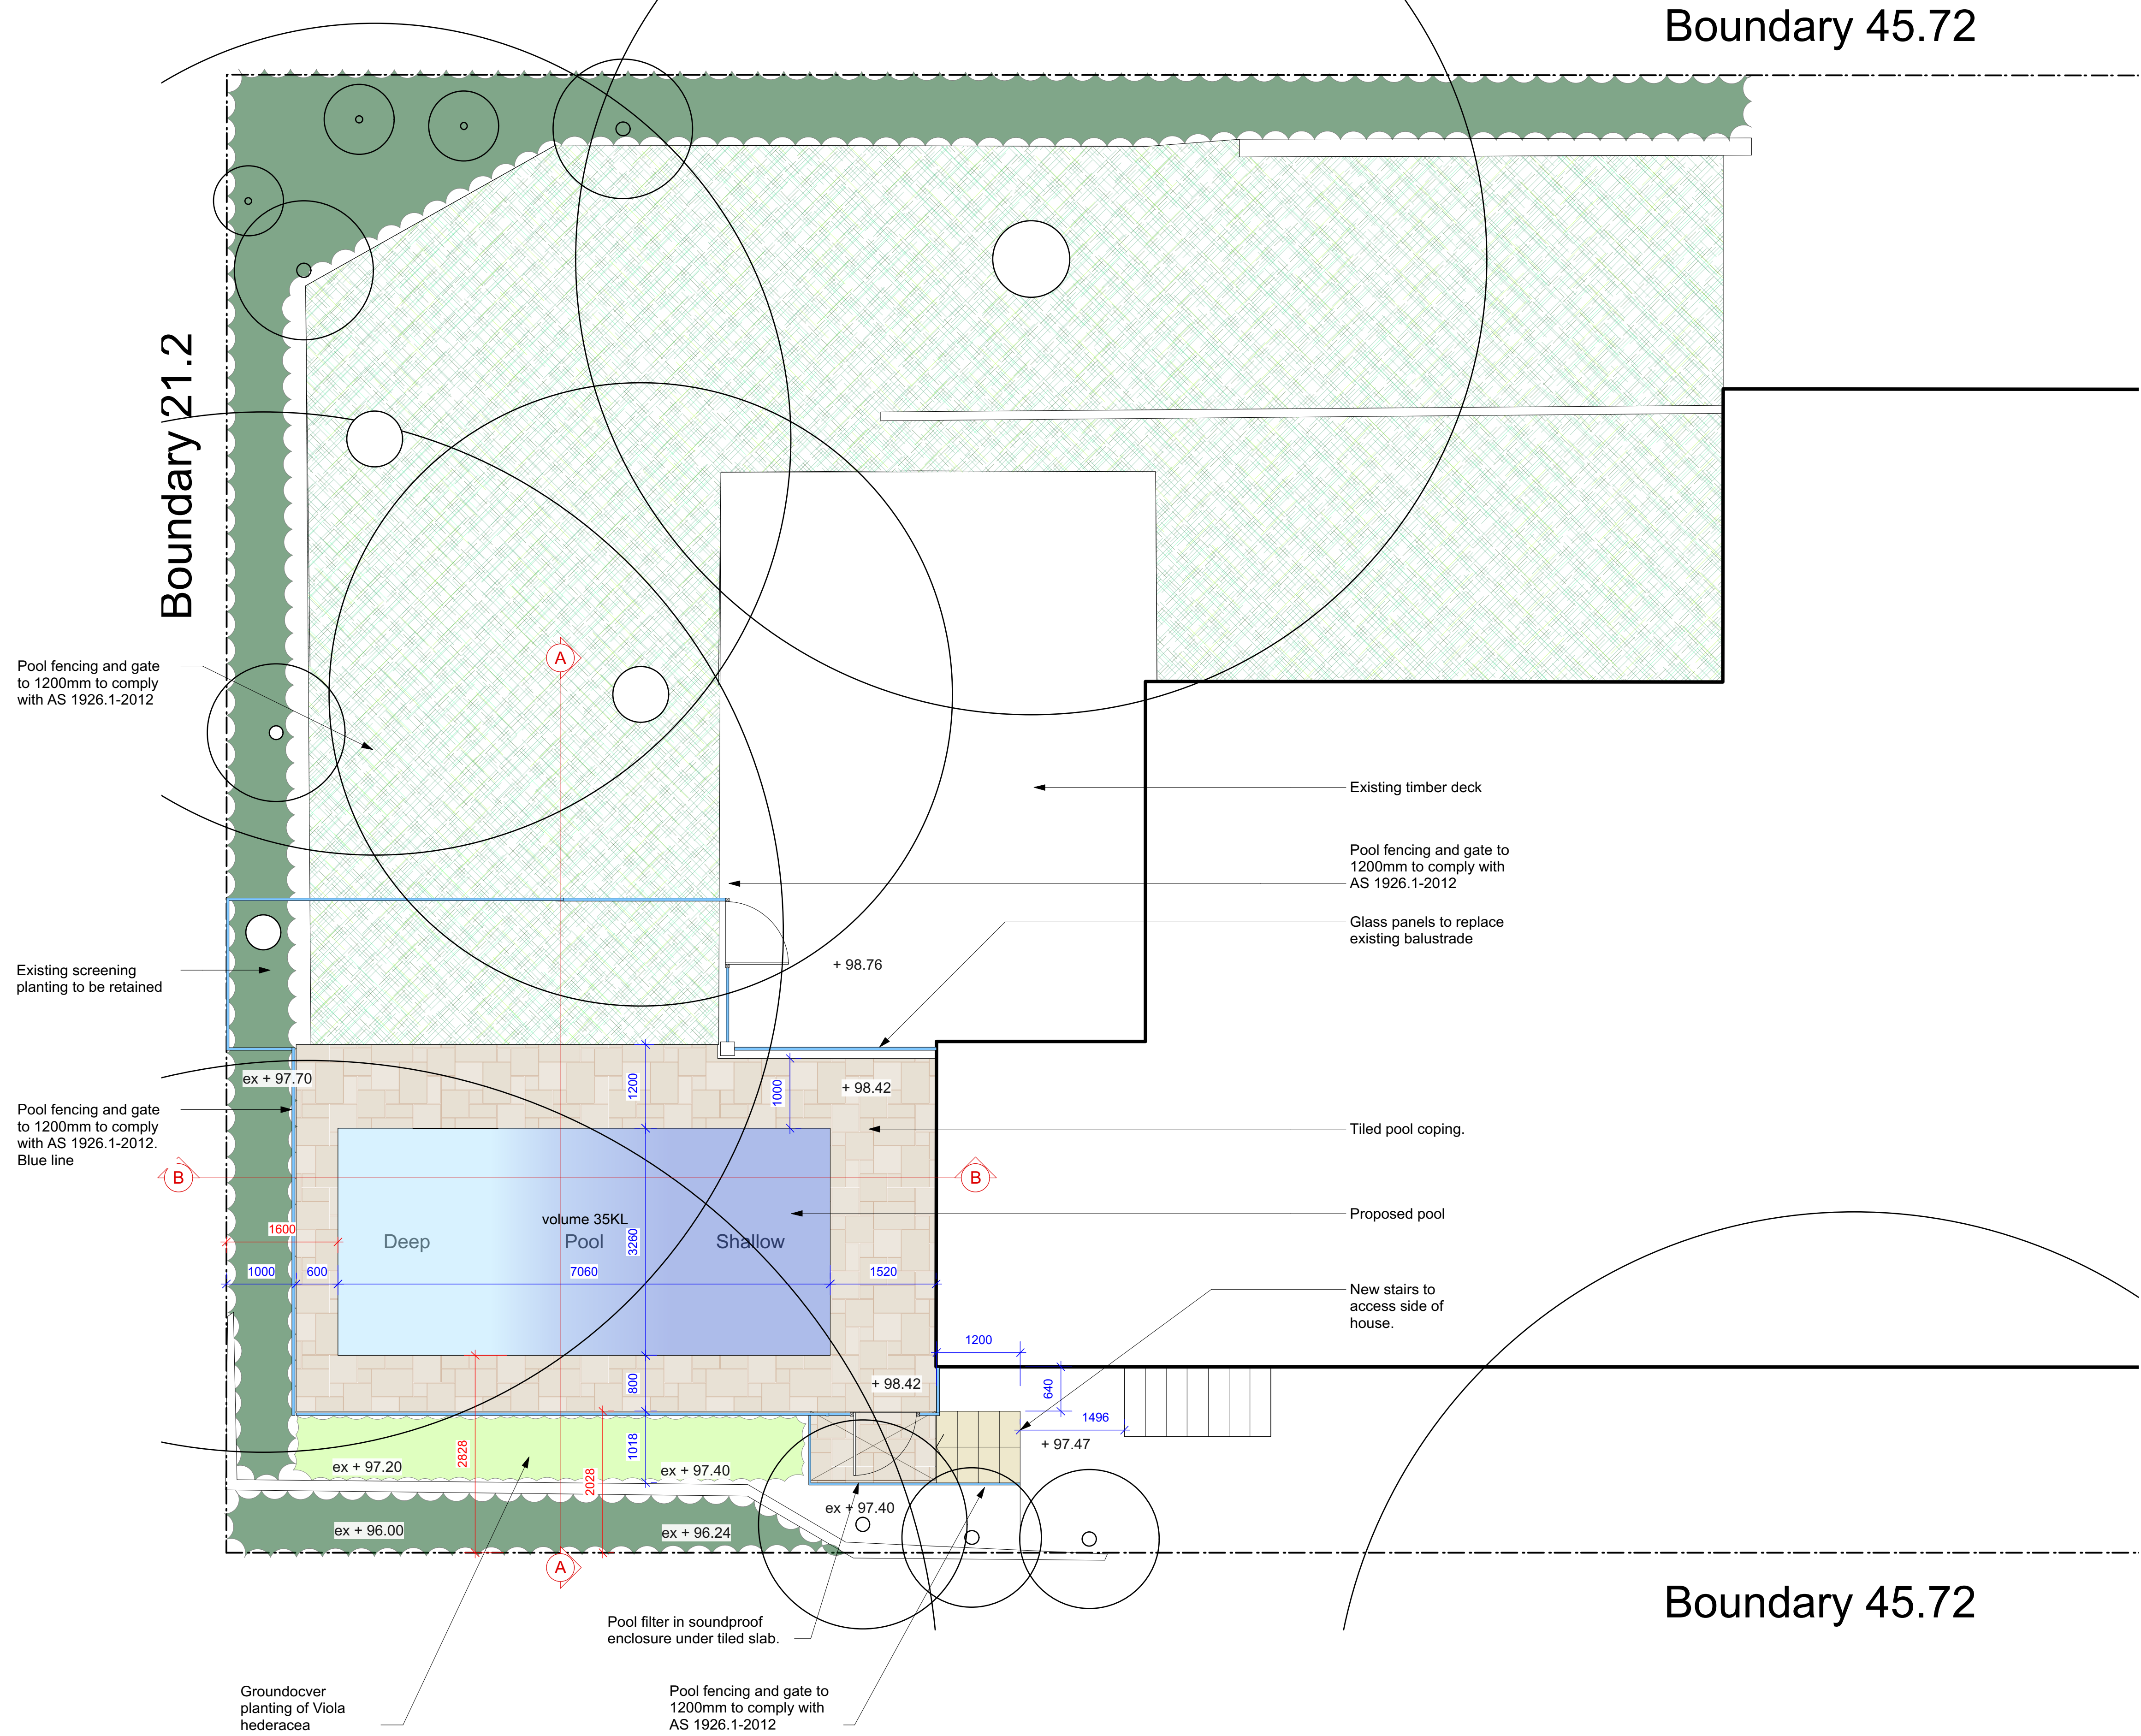 Boundary 45.72
Boundary 21.2
A
Pool fencing and gate
to 1200mm to comply
with AS 1926.1-2012
Existing timber deck
Pool fencing and gate to
1200mm to comply with
AS 1926.1-2012
Glass panels to replace
existing balustrade
+ 98.76
Existing screening
planting to be retained
ex + 97.70
1200
1000
+ 98.42
Pool fencing and gate
to 1200mm to comply
with AS 1926.1-2012.
Blue line
Tiled pool coping.
B
B
volume 35KL
Proposed pool
1600
Deep
Pool
3260
Shallow
1000
600
7060
1520
New stairs to
access side of
house.
1200
800
+ 98.42
640
1496
+ 97.47
2828
1018
2028
ex + 97.20
ex + 97.40
ex + 97.40
ex + 96.00
ex + 96.24
A
Boundary 45.72
Pool filter in soundproof
enclosure under tiled slab.
Groundocver
planting of Viola
hederacea
Pool fencing and gate to
1200mm to comply with
AS 1926.1-2012